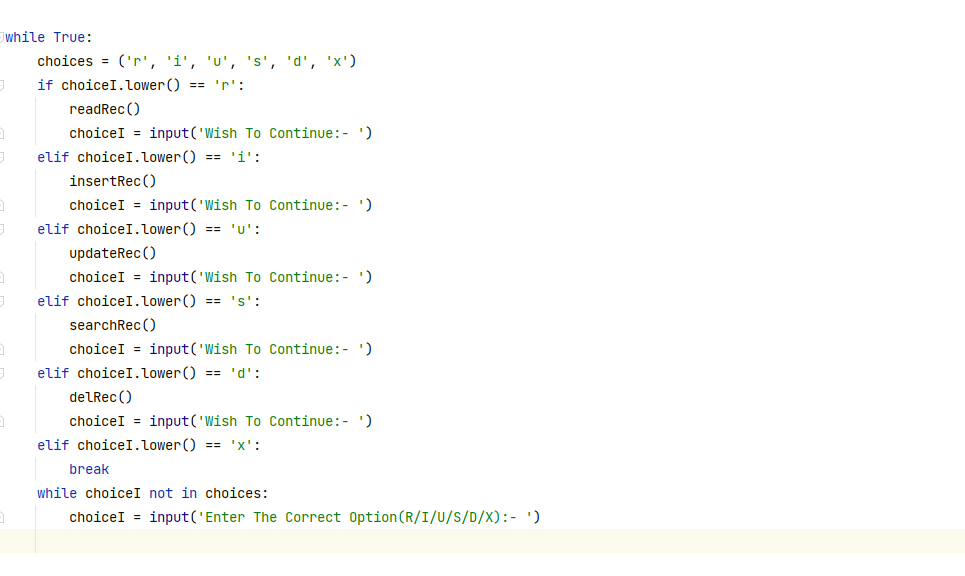 while True:
    choices = ('r', 'i', 'u', 's', 'd', 'x')
    if choiceI.lower() == 'r':
        readRec()
        choiceI = input('Wish To Continue:- ')
    elif choiceI.lower() == 'i':
        insertRec()
        choiceI = input('Wish To Continue:- ')
    elif choiceI.lower() == 'u':
        updateRec()
        choiceI = input('Wish To Continue:- ')
    elif choiceI.lower() == 's':
        searchRec()
        choiceI = input('Wish To Continue:- ')
    elif choiceI.lower() == 'd':
        delRec()
        choiceI = input('Wish To Continue:- ')
    elif choiceI.lower() == 'x':
        break
    while choiceI not in choices:
        choiceI = input('Enter The Correct Option(R/I/U/S/D/X):- ')